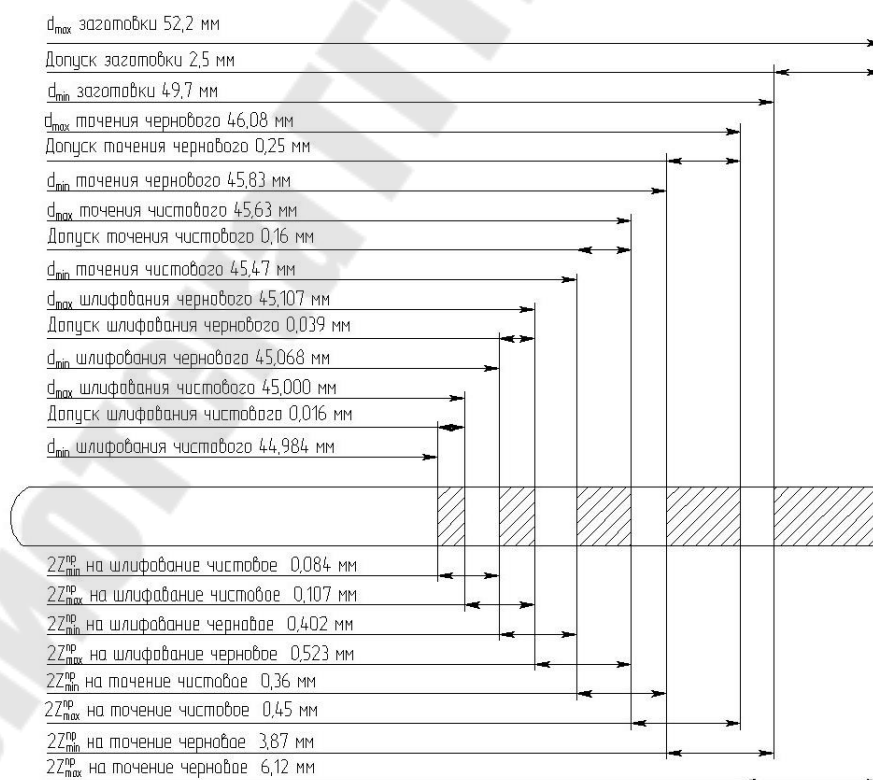 dmax заготовки 52,2 мм
Допуск заготовки 2,5 мм
dmin заготовки 49,7 мм
dmax точения чернового 46,08 мм
Допуск точения чернового 0,25 мм
dmin точения чернового 45,83 мм
dmax точения чистового 45,63 мм
Допуск точения чистового 0,16 мм
dmin точения чистового 45,47 мм
dmax шлифования чернового 45,107 мм
Допуск шлифования чернового 0,039 мм
dmin шлифования чернового 45,068 мм
dmax шлифования чистового 45,000 мм
Допуск шлифования чистового 0,016 мм
dmin шлифования чистового 44,984 мм
2Zпрmin на шлифование чистовое 0,084 мм
2Zпрmax на шлифование чистовое 0,107 мм
2Zпрmin на шлифование черновое 0,402 мм
2Zпрmax на шлифование черновое 0,523 мм
2Zпрmin на точение чистовое 0,36 мм
2Zпрmax на точение чистовое 0,45 мм
2Zпрmin на точение черновое 3,87 мм
2Zпрmax на точение черновое 6,12 мм